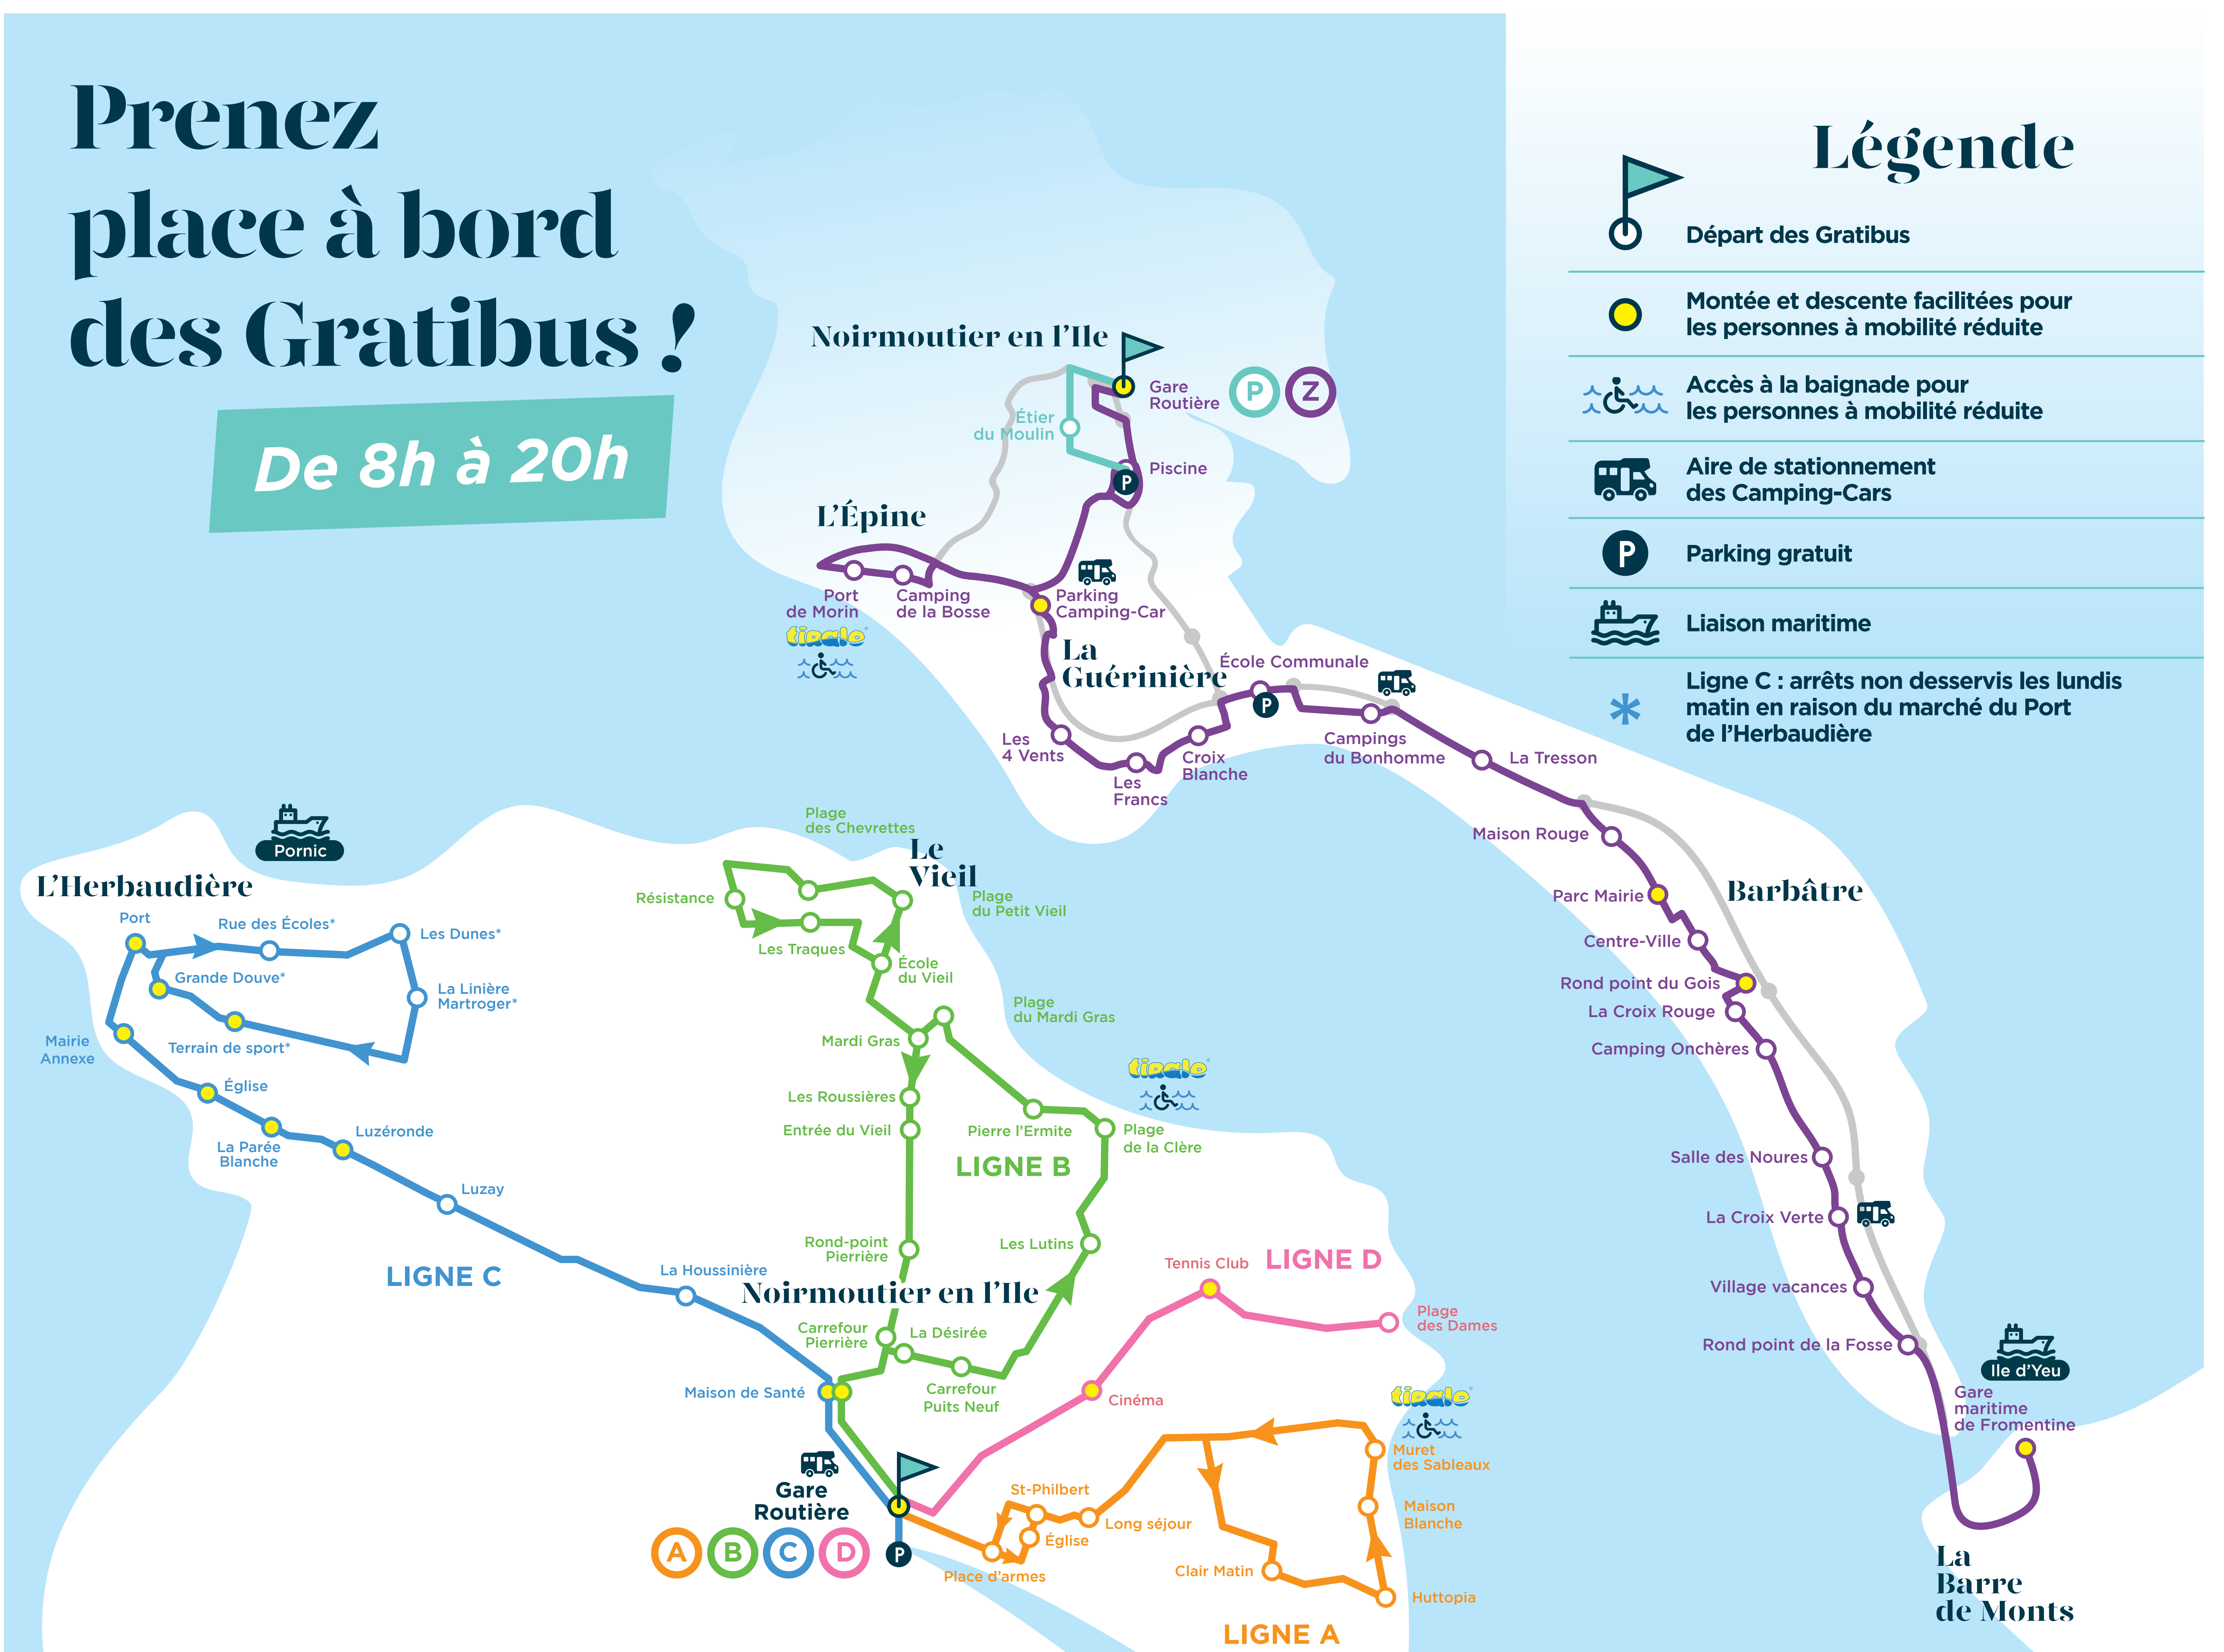 Prenez
place à bord
des Gratibus !
De 8h à 20h
Légende
Départ des Gratibus
Montée et descente facilitées pour
les personnes à mobilité réduite
Accès à la baignade pour
les personnes à mobilité réduite
Aire de stationnement
des Camping-Cars
P
Parking gratuit
Liaison maritime
*
Ligne C : arrêts non desservis les lundis
matin en raison du marché du Port
de l'Herbaudière
Noirmoutier en l'Ile
Gare
Routière
P
Z
Étier
du Moulin
Piscine
P
L'Épine
Port
de Morin
Camping
de la Bosse
Parking
Camping-Car
tiralo
La
Guérinière
École Communale
P
Les
4 Vents
Les
Francs
Croix
Blanche
Campings
du Bonhomme
La Tresson
Maison Rouge
Parc Mairie
Barbâtre
Centre-Ville
Rond point du Gois
La Croix Rouge
Camping Onchères
Salle des Noures
La Croix Verte
Village vacances
Rond point de la Fosse
Ile d'Yeu
Gare
maritime
de Fromentine
La
Barre
de Monts
Pornic
L'Herbaudière
Port
Rue des Écoles*
Les Dunes*
Grande Douve*
La Linière
Martroger*
Terrain de sport*
Mairie
Annexe
Église
La Parée
Blanche
Luzéronde
Luzay
LIGNE C
La Houssinière
Maison de Santé
Plage
des Chevrettes
Le
Vieil
Résistance
Plage
du Petit Vieil
Les Traques
École
du Vieil
Plage
du Mardi Gras
Mardi Gras
tiralo
Les Roussières
Entrée du Vieil
Pierre l'Ermite
Plage
de la Clère
LIGNE B
Rond-point
Pierrière
Les Lutins
Noirmoutier en l'Ile
Carrefour
Pierrière
La Désirée
Carrefour
Puits Neuf
Tennis Club
LIGNE D
Plage
des Dames
Cinéma
tiralo
Muret
des Sableaux
Gare
Routière
A
B
C
D
P
St-Philbert
Long séjour
Église
Place d'armes
Maison
Blanche
Clair Matin
Huttopia
LIGNE A